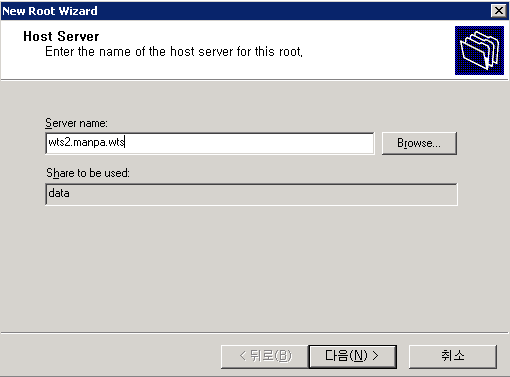 New Root Wizard
Host Server
Enter the name of the host server for this root,
Server name:
wts2.manpa.wts
Browse...
Share to be used:
data
< 뒤로(B)
다음(N) >
취소